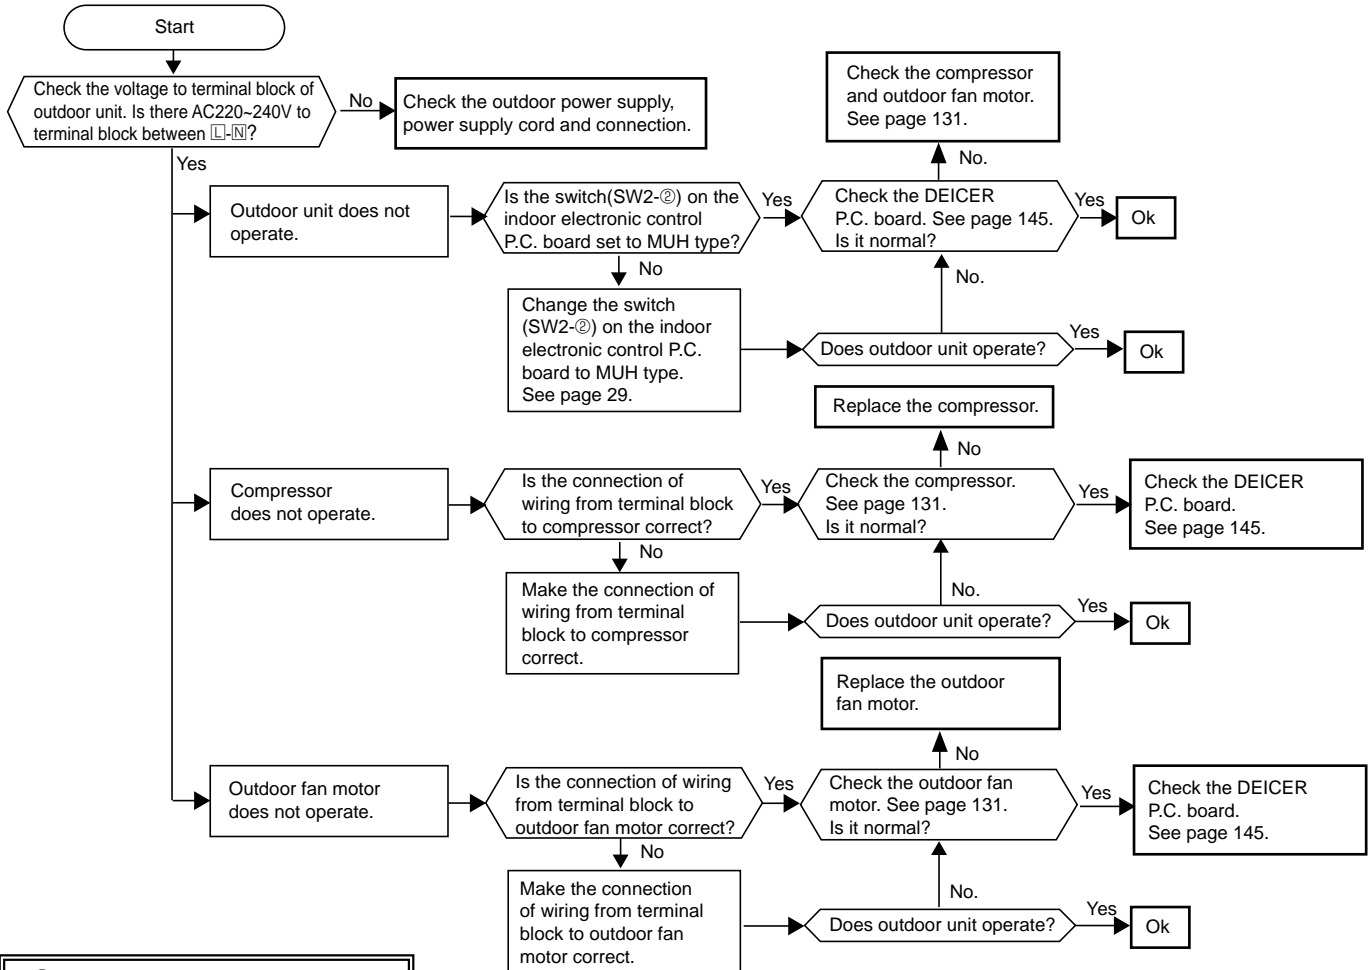 Start
Check the voltage to terminal block of
outdoor unit. Is there AC220~240V to
terminal block between L-N?
No
Check the outdoor power supply,
power supply cord and connection.
Yes
Check the compressor
and outdoor fan motor.
See page 131.
No.
Outdoor unit does not
operate.
Is the switch(SW2-②) on the
indoor electronic control
P.C. board set to MUH type?
Yes
Check the DEICER
P.C. board. See page 145.
Is it normal?
Yes
Ok
No
No.
Change the switch
(SW2-②) on the indoor
electronic control P.C.
board to MUH type.
See page 29.
Does outdoor unit operate?
Yes
Ok
Replace the compressor.
No
Compressor
does not operate.
Is the connection of
wiring from terminal block
to compressor correct?
Yes
Check the compressor.
See page 131.
Is it normal?
Yes
Check the DEICER
P.C. board.
See page 145.
No
No.
Make the connection of
wiring from terminal
block to compressor
correct.
Does outdoor unit operate?
Yes
Ok
Replace the outdoor
fan motor.
No
Outdoor fan motor
does not operate.
Is the connection of wiring
from terminal block to
outdoor fan motor correct?
Yes
Check the outdoor fan
motor. See page 131.
Is it normal?
Yes
Check the DEICER
P.C. board.
See page 145.
No
No.
Make the connection
of wiring from terminal
block to outdoor fan
motor correct.
Does outdoor unit operate?
Yes
Ok